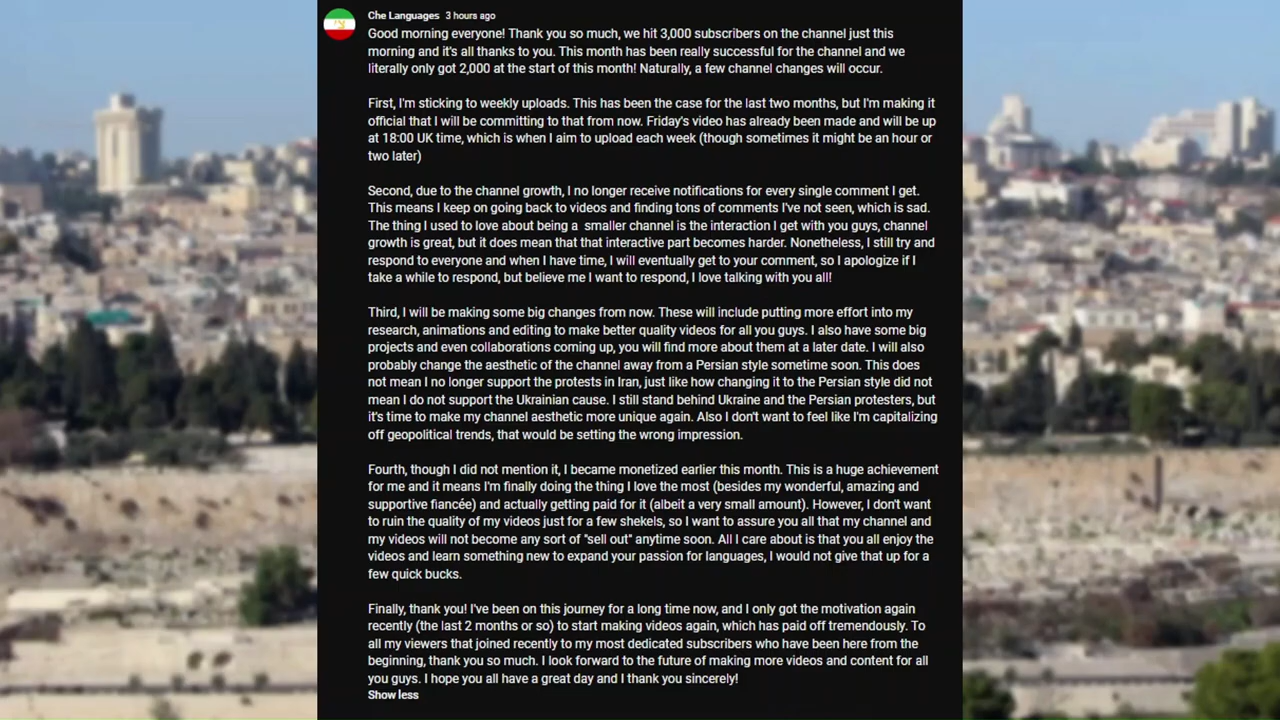 Che Languages 3 hours ago
Good morning everyone! Thank you so much, we hit 3,000 subscribers on the channel just this
morning and it's all thanks to you. This month has been really successful for the channel and we
literally only got 2,000 at the start of this month! Naturally, a few channel changes will occur.
First, I'm sticking to weekly uploads. This has been the case for the last two months, but I'm making it
official that I will be committing to that from now. Friday's video has already been made and will be up
at 18:00 UK time, which is when I aim to upload each week (though sometimes it might be an hour or
two later)
Second, due to the channel growth, I no longer receive notifications for every single comment I get.
This means I keep on going back to videos and finding tons of comments I've not seen, which is sad.
The thing I used to love about being a smaller channel is the interaction I get with you guys, channel
growth is great, but it does mean that that interactive part becomes harder. Nonetheless, I still try and
respond to everyone and when I have time, I will eventually get to your comment, so I apologize if I
take a while to respond, but believe me I want to respond, I love talking with you all!
Third, I will be making some big changes from now. These will include putting more effort into my
research, animations and editing to make better quality videos for all you guys. I also have some big
projects and even collaborations coming up, you will find more about them at a later date. I will also
probably change the aesthetic of the channel away from a Persian style sometime soon. This does
not mean I no longer support the protests in Iran, just like how changing it to the Persian style did not
mean I do not support the Ukrainian cause. I still stand behind Ukraine and the Persian protesters, but
it's time to make my channel aesthetic more unique again. Also I don't want to feel like I'm capitalizing
off geopolitical trends, that would be setting the wrong impression.
Fourth, though I did not mention it, I became monetized earlier this month. This is a huge achievement
for me and it means I'm finally doing the thing I love the most (besides my wonderful, amazing and
supportive fiancée) and actually getting paid for it (albeit a very small amount). However, I don't want
to ruin the quality of my videos just for a few shekels, so I want to assure you all that my channel and
my videos will not become any sort of "sell out" anytime soon. All I care about is that you all enjoy the
videos and learn something new to expand your passion for languages, I would not give that up for a
few quick bucks.
Finally, thank you! I've been on this journey for a long time now, and I only got the motivation again
recently (the last 2 months or so) to start making videos again, which has paid off tremendously. To
all my viewers that joined recently to my most dedicated subscribers who have been here from the
beginning, thank you so much. I look forward to the future of making more videos and content for all
you guys. I hope you all have a great day and I thank you sincerely!
Show less